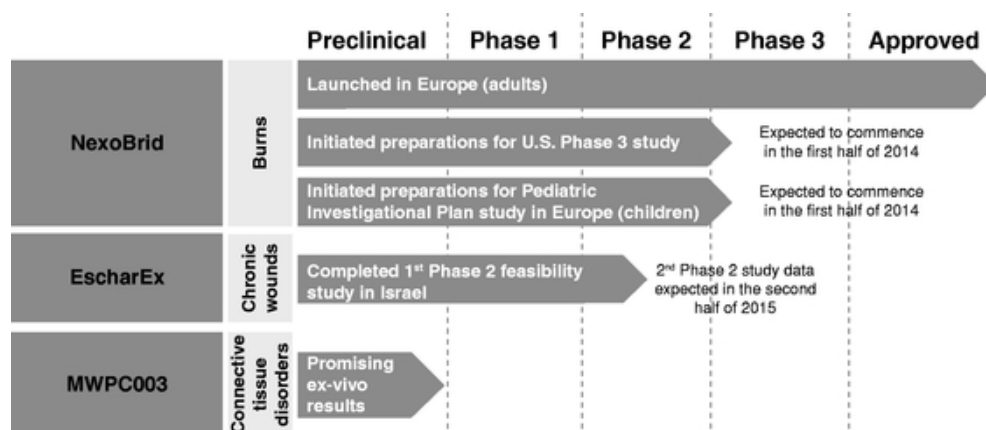 Preclinical Phase 1 Phase 2 Phase 3 Approved
NexoBrid
Burns
Launched in Europe (adults)
Initiated preparations for U.S. Phase 3 study
Expected to commence
in the first half of 2014
Initiated preparations for Pediatric
Investigational Plan study in Europe (children)
Expected to commence
in the first half of 2014
EscharEx
Chronic
wounds
Completed 1st Phase 2 feasibility
study in Israel
2nd Phase 2 study data
expected in the second
half of 2015
MWPC003
Connective
tissue
disorders
Promising
ex-vivo
results